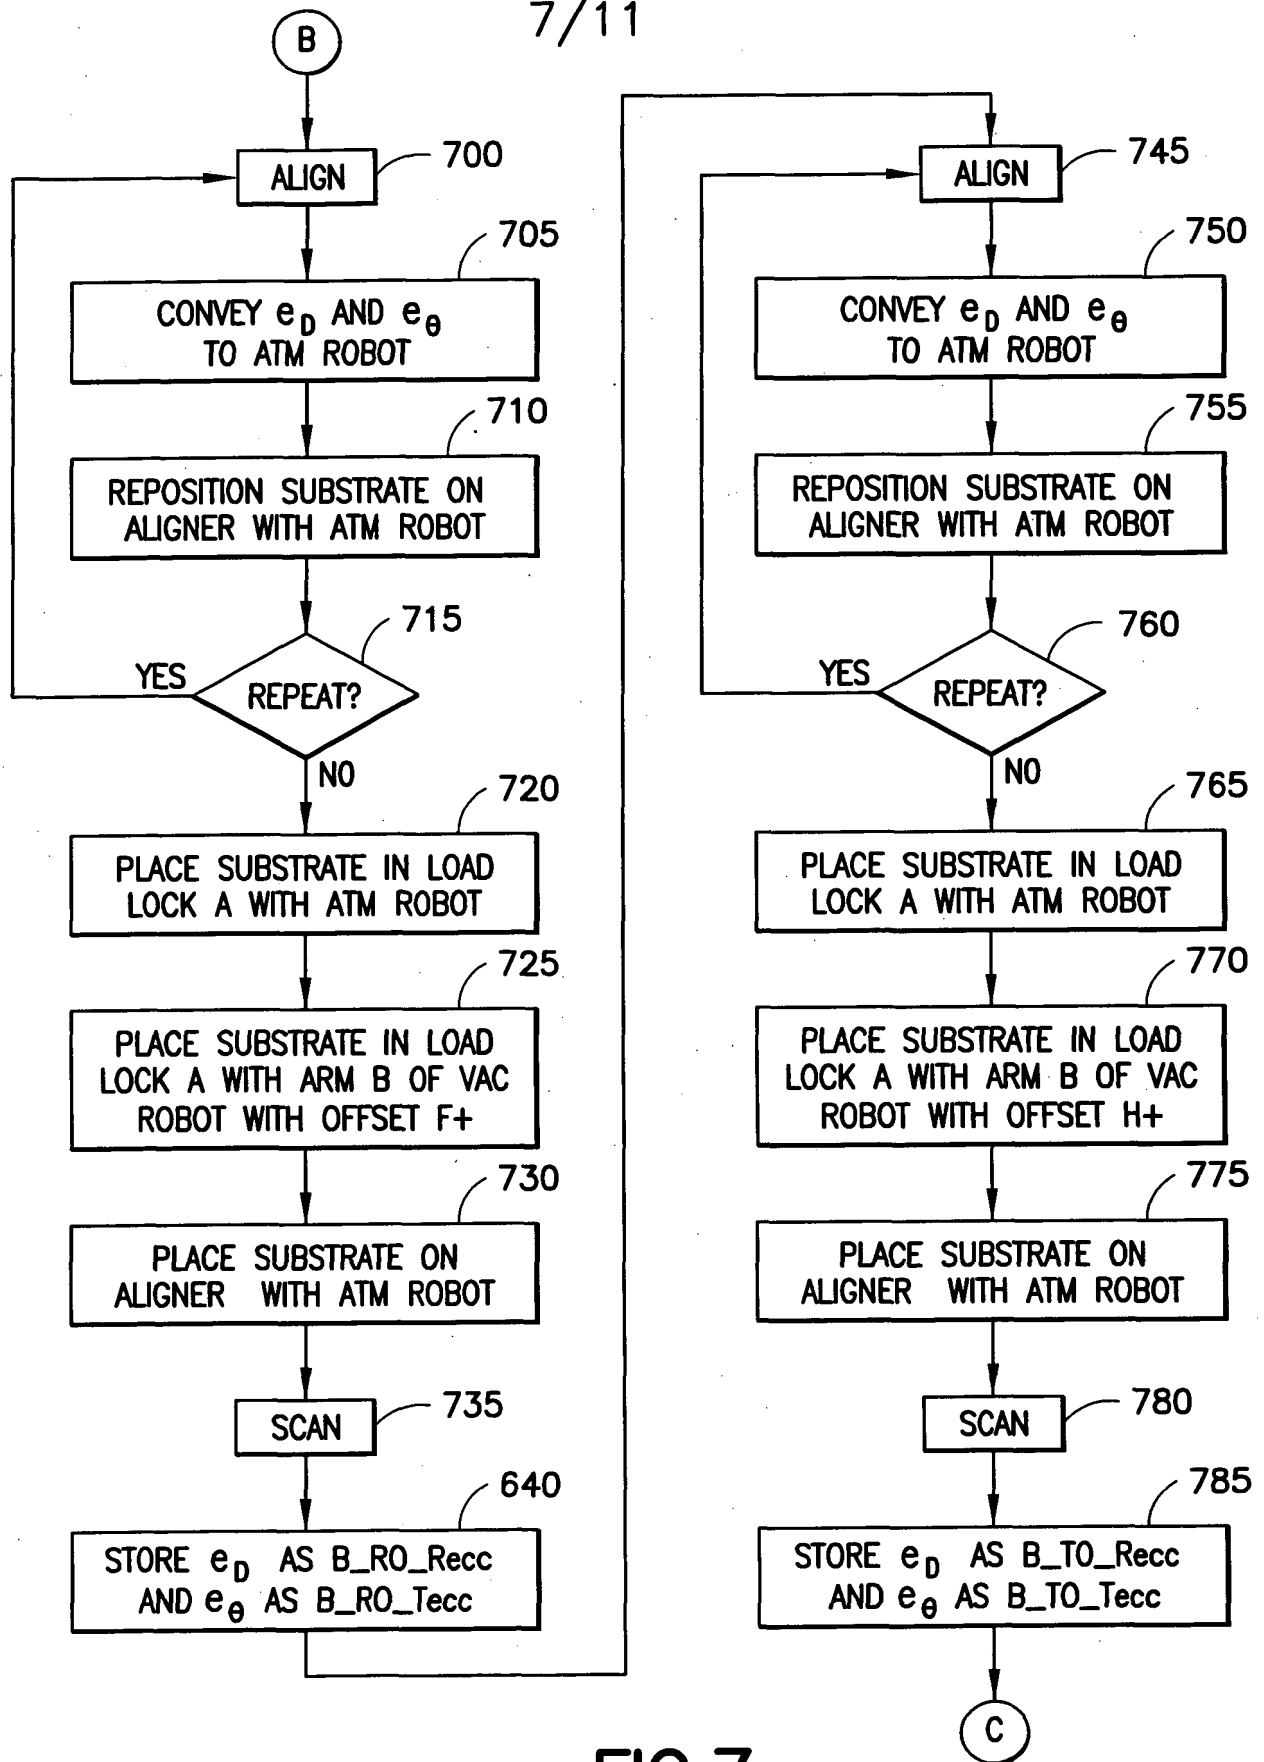 7/11
B
ALIGN
700
705
CONVEY eD AND eθ
TO ATM ROBOT
710
REPOSITION SUBSTRATE ON
ALIGNER WITH ATM ROBOT
715
REPEAT?
YES
NO
720
PLACE SUBSTRATE IN LOAD
LOCK A WITH ATM ROBOT
725
PLACE SUBSTRATE IN LOAD
LOCK A WITH ARM B OF VAC
ROBOT WITH OFFSET F+
730
PLACE SUBSTRATE ON
ALIGNER WITH ATM ROBOT
SCAN
735
640
STORE eD AS B_RO_Recc
AND eθ AS B_RO_Tecc
ALIGN
745
750
CONVEY eD AND eθ
TO ATM ROBOT
755
REPOSITION SUBSTRATE ON
ALIGNER WITH ATM ROBOT
760
REPEAT?
YES
NO
765
PLACE SUBSTRATE IN LOAD
LOCK A WITH ATM ROBOT
770
PLACE SUBSTRATE IN LOAD
LOCK A WITH ARM B OF VAC
ROBOT WITH OFFSET H+
775
PLACE SUBSTRATE ON
ALIGNER WITH ATM ROBOT
SCAN
780
785
STORE eD AS B_TO_Recc
AND eθ AS B_TO_Tecc
C
FIG.7